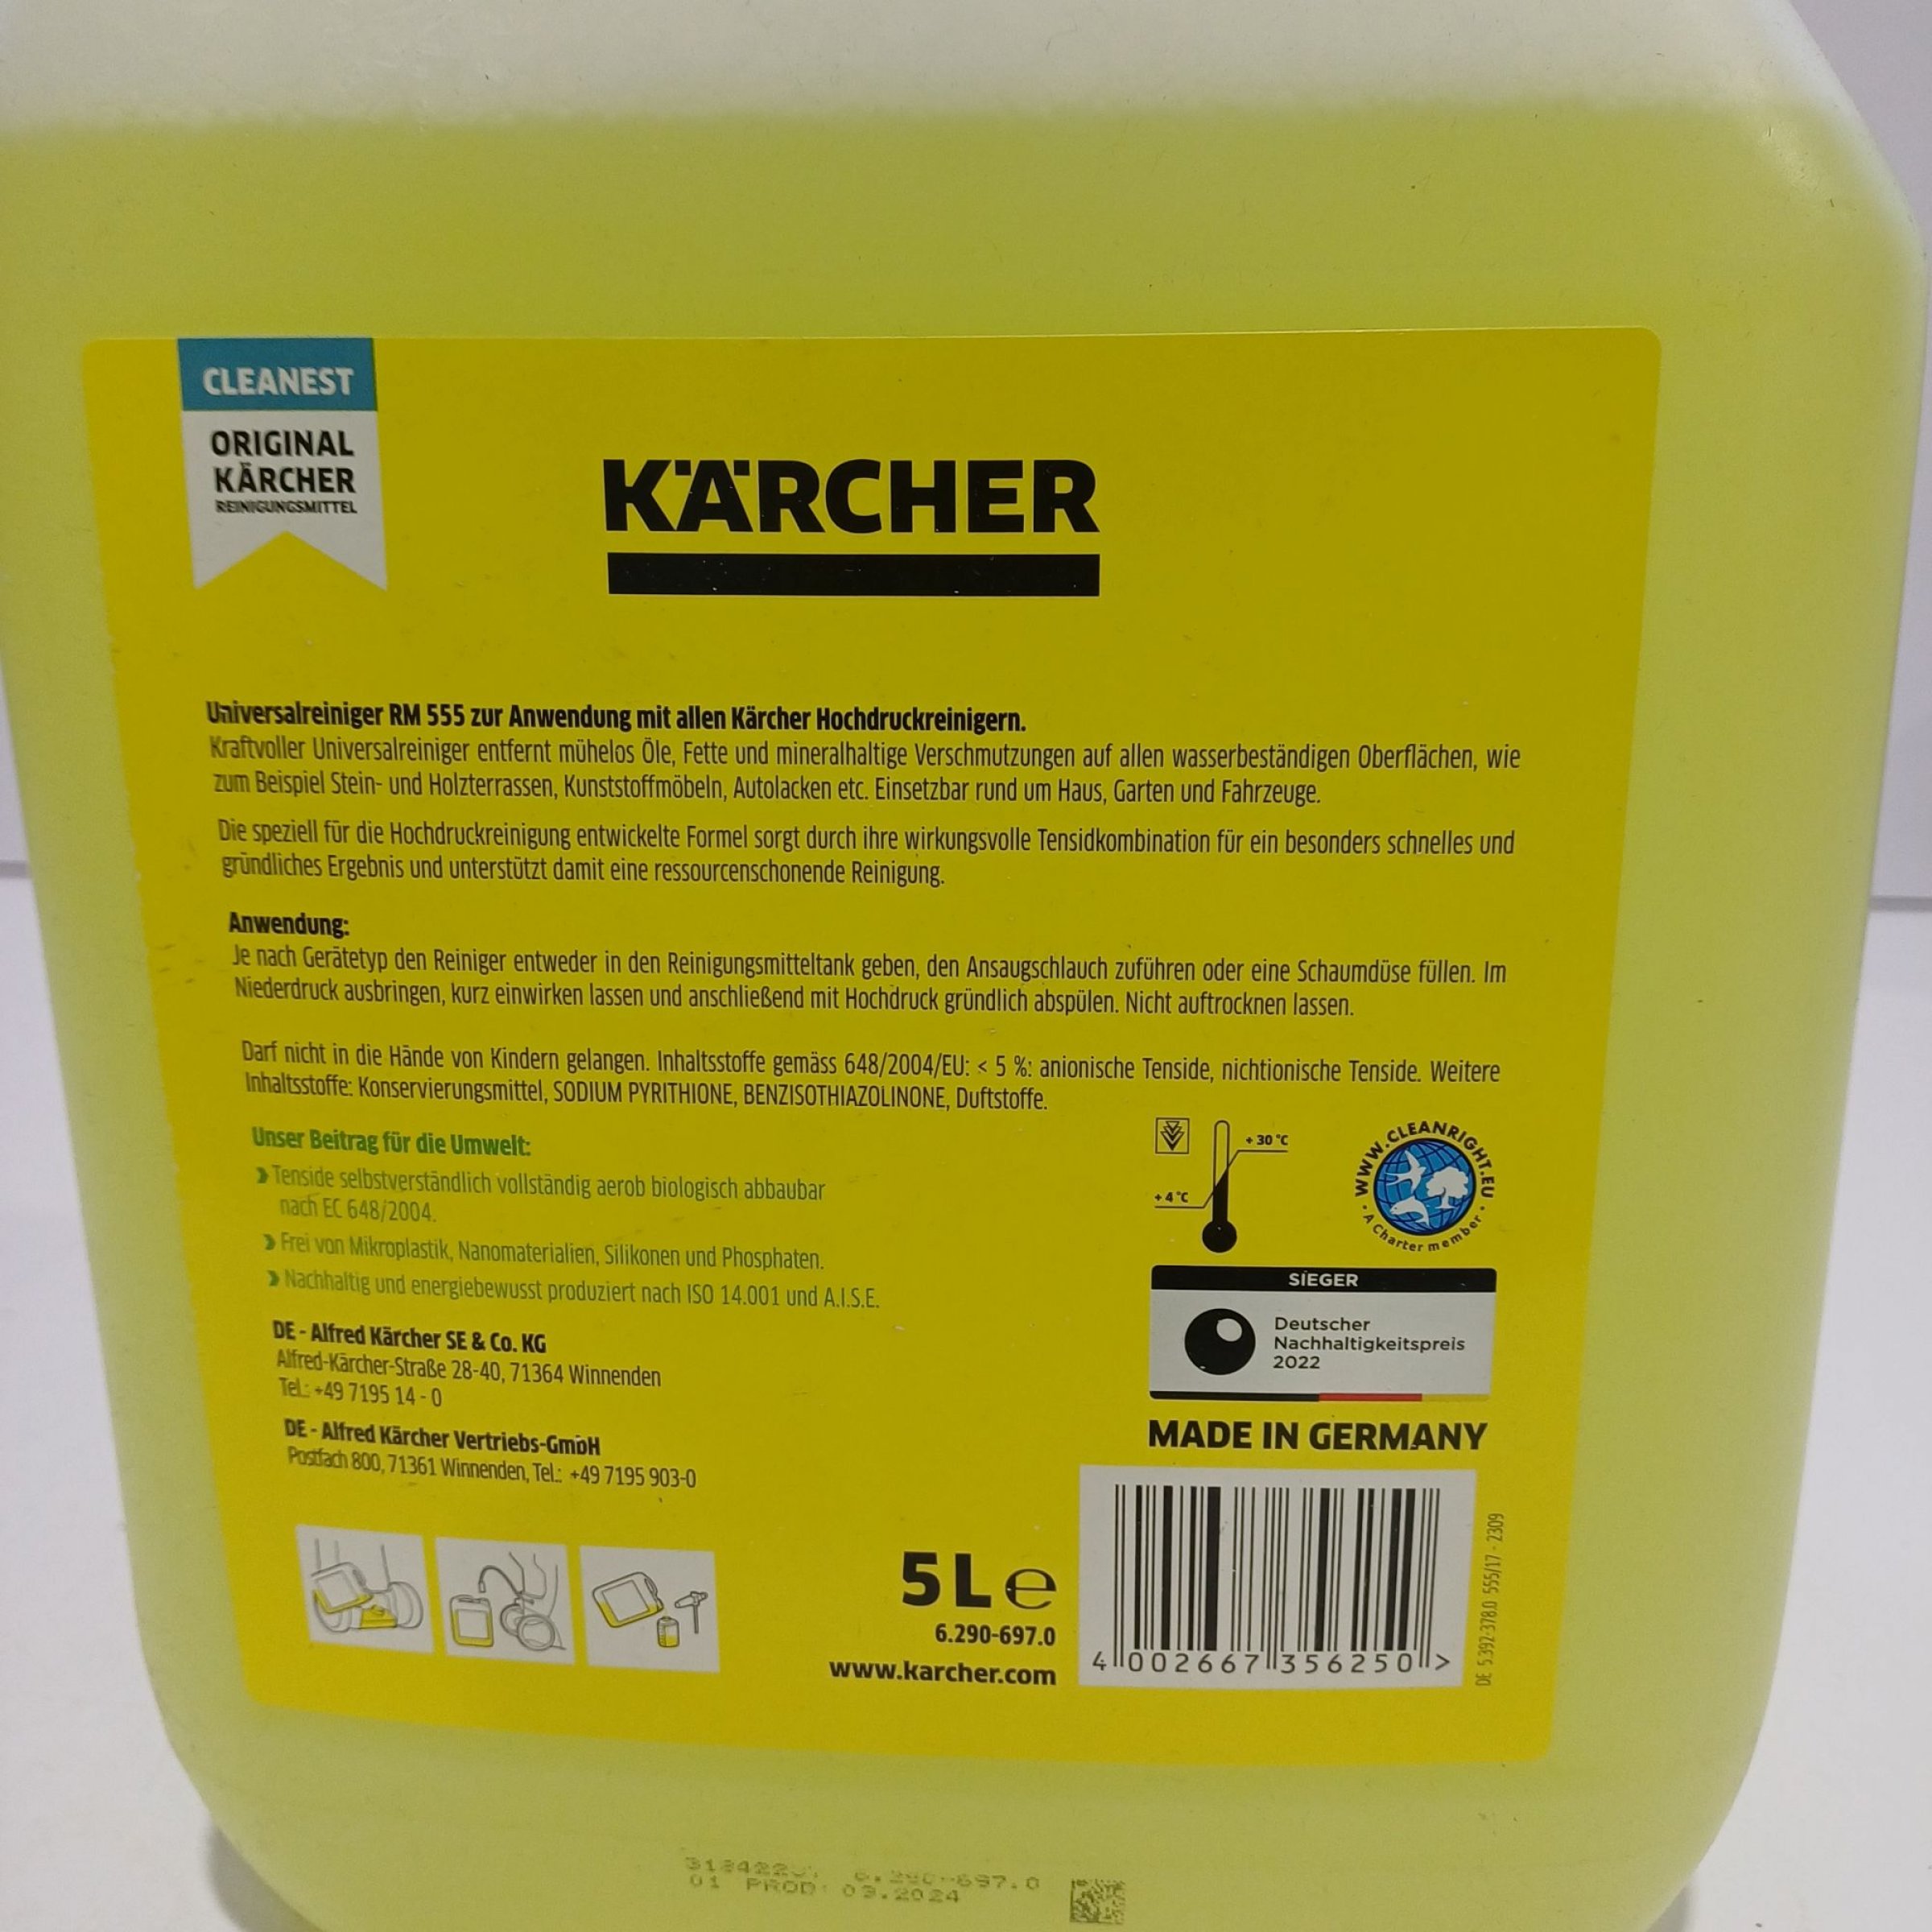 CLEANEST
ORIGINAL
KÄRCHER
REINIGUNGSMITTEL
KÄRCHER
Universalreiniger RM 555 zur Anwendung mit allen Kärcher Hochdruckreinigern.
Kraftvoller Universalreiniger entfernt mühelos Öle, Fette und mineralhaltige Verschmutzungen auf allen wasserbeständigen Oberflächen, wie
zum Beispiel Stein- und Holzterrassen, Kunststoffmöbeln, Autolacken etc. Einsetzbar rund um Haus, Garten und Fahrzeuge.
Die speziell für die Hochdruckreinigung entwickelte Formel sorgt durch ihre wirkungsvolle Tensidkombination für ein besonders schnelles und
gründliches Ergebnis und unterstützt damit eine ressourcenschonende Reinigung.
Anwendung:
Je nach Gerätetyp den Reiniger entweder in den Reinigungsmitteltank geben, den Ansaugschlauch zuführen oder eine Schaumdüse füllen. Im
Niederdruck ausbringen, kurz einwirken lassen und anschließend mit Hochdruck gründlich abspülen. Nicht auftrocknen lassen.
Darf nicht in die Hände von Kindern gelangen. Inhaltsstoffe gemäss 648/2004/EU: < 5 %: anionische Tenside, nichtionische Tenside. Weitere
Inhaltsstoffe: Konservierungsmittel, SODIUM PYRITHIONE, BENZISOTHIAZOLINONE, Duftstoffe.
Unser Beitrag für die Umwelt:
Tenside selbstverständlich vollständig aerob biologisch abbaubar
nach EC 648/2004.
Frei von Mikroplastik, Nanomaterialien, Silikonen und Phosphaten.
Nachhaltig und energiebewusst produziert nach ISO 14.001 und A.I.S.E.
+ 30 °C
+ 4 °C
WWW.CLEANRIGHT.EU
• A Charter member •
SIEGER
Deutscher
Nachhaltigkeitspreis
2022
DE - Alfred Kärcher SE & Co. KG
Alfred-Kärcher-Straße 28-40, 71364 Winnenden
Tel.: +49 7195 14 - 0
DE - Alfred Kärcher Vertriebs-GmbH
Postfach 800, 71361 Winnenden, Tel.: +49 7195 903-0
MADE IN GERMANY
5 L e
6.290-697.0
www.karcher.com
4 002667 356250 >
DE 5.392-378.0 555/17 - 2309
01 PROD: 09.2024